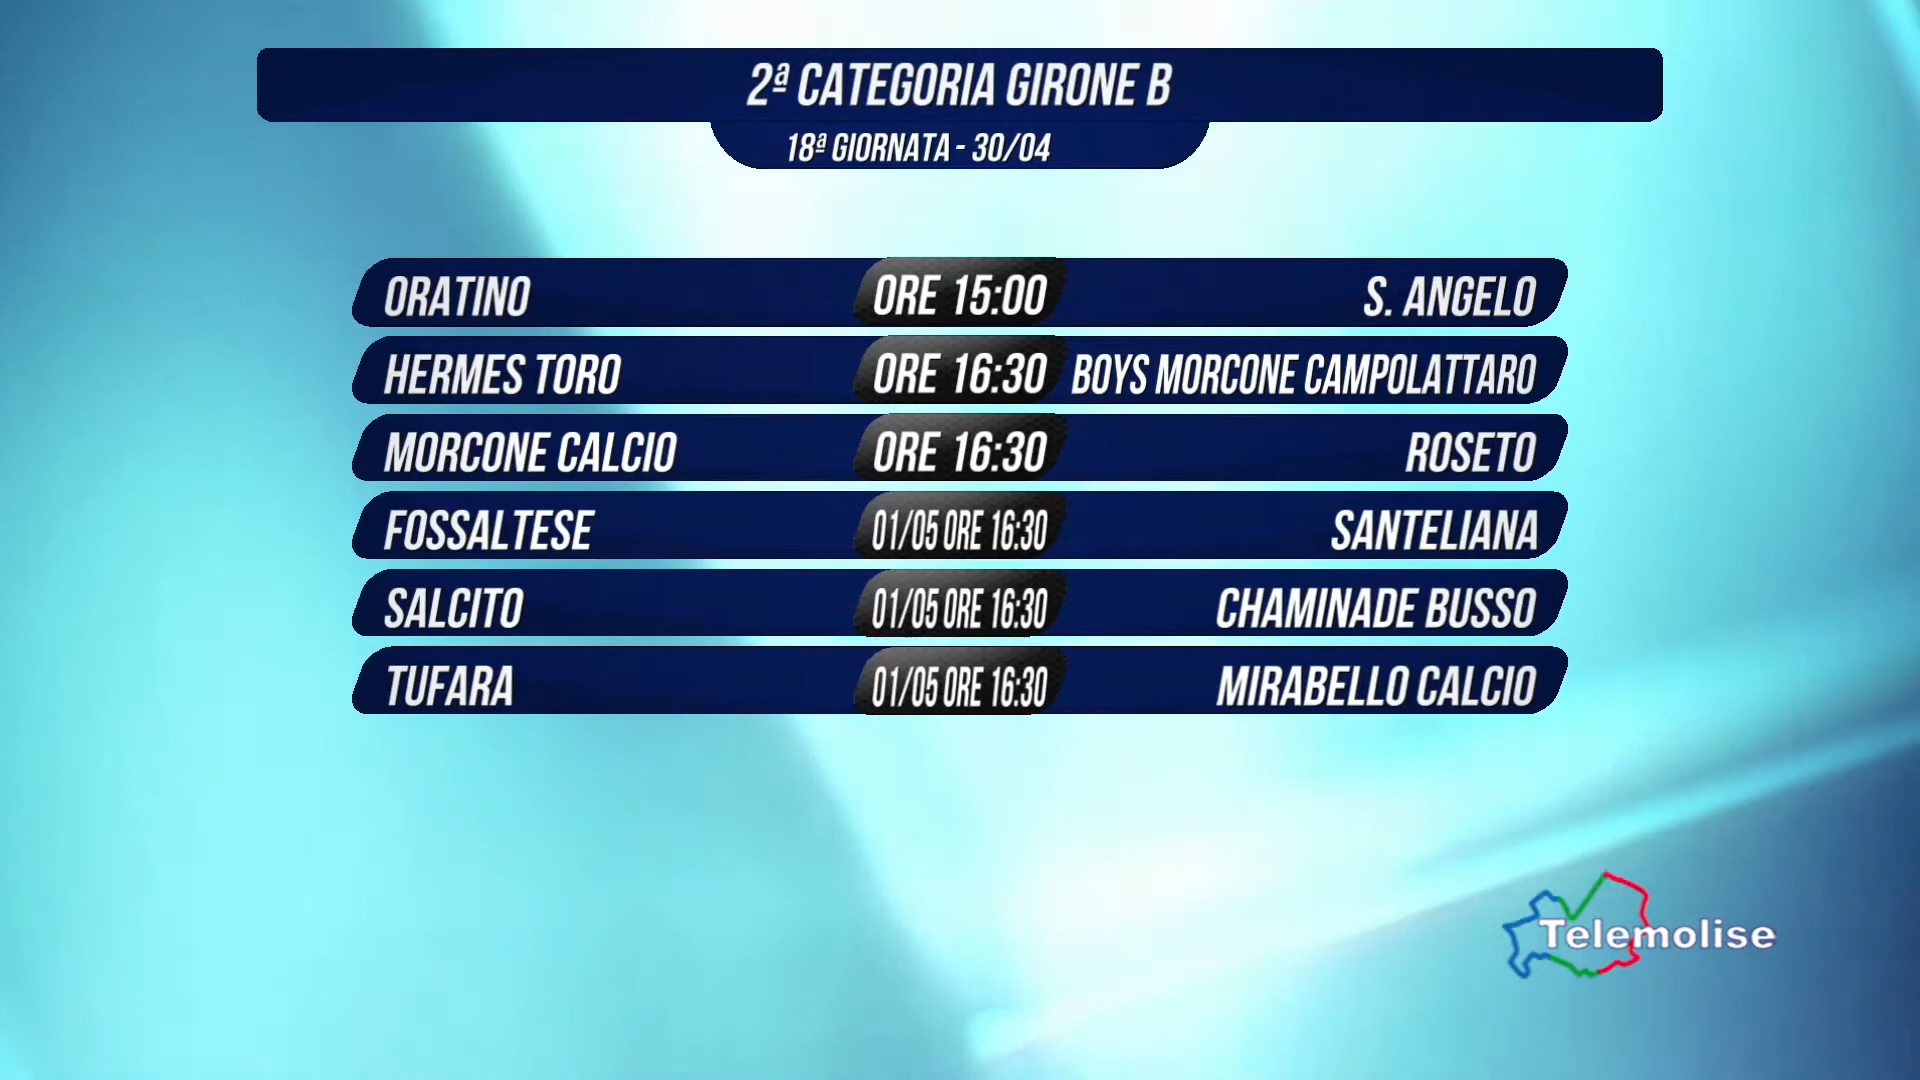 2ª CATEGORIA GIRONE B
18ª GIORNATA - 30/04
ORATINO ORE 15:00 S. ANGELO
HERMES TORO ORE 16:30 BOYS MORCONE CAMPOLATTARO
MORCONE CALCIO ORE 16:30 ROSETO
FOSSALTESE 01/05 ORE 16:30 SANTELIANA
SALCITO 01/05 ORE 16:30 CHAMINADE BUSSO
TUFARA 01/05 ORE 16:30 MIRABELLO CALCIO
Telemolise